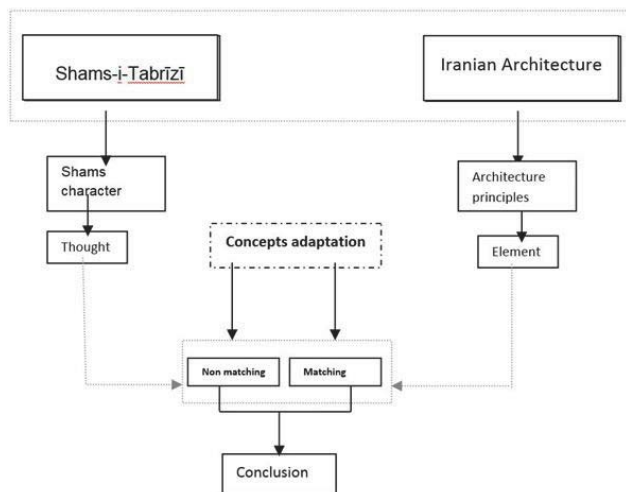 Shams-i-Tabrīzī
Iranian Architecture
Shams
character
Architecture
principles
Thought
Concepts adaptation
Element
Non matching
Matching
Conclusion